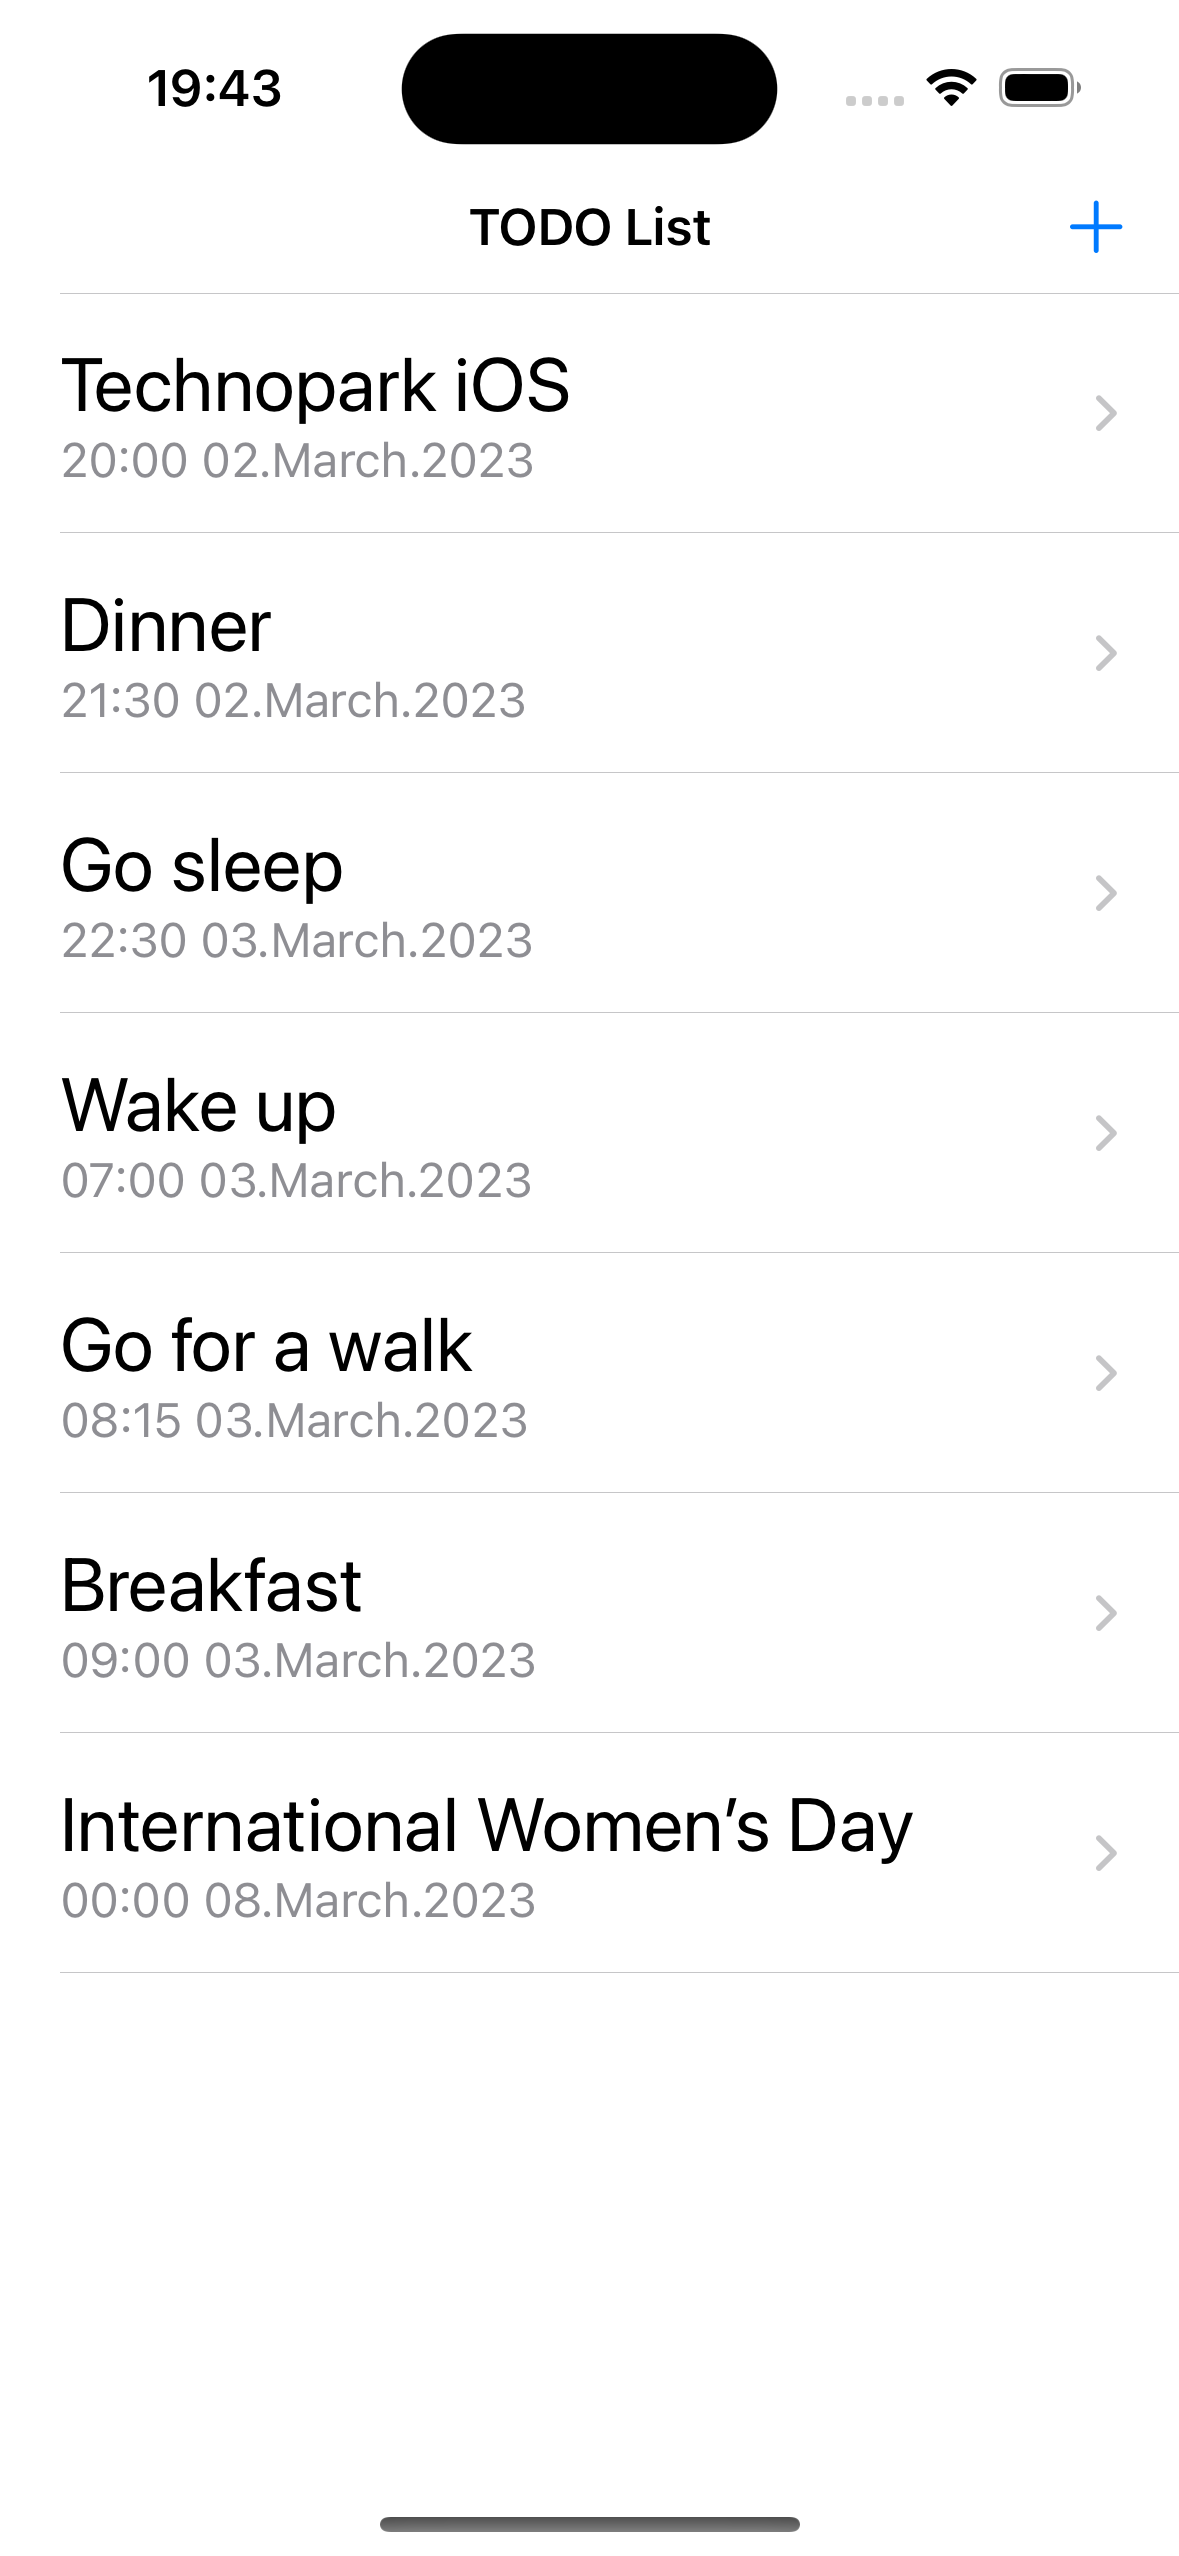 19:43
TODO List
Technopark iOS
20:00 02.March.2023
Dinner
21:30 02.March.2023
Go sleep
22:30 03.March.2023
Wake up
07:00 03.March.2023
Go for a walk
08:15 03.March.2023
Breakfast
09:00 03.March.2023
International Women’s Day
00:00 08.March.2023